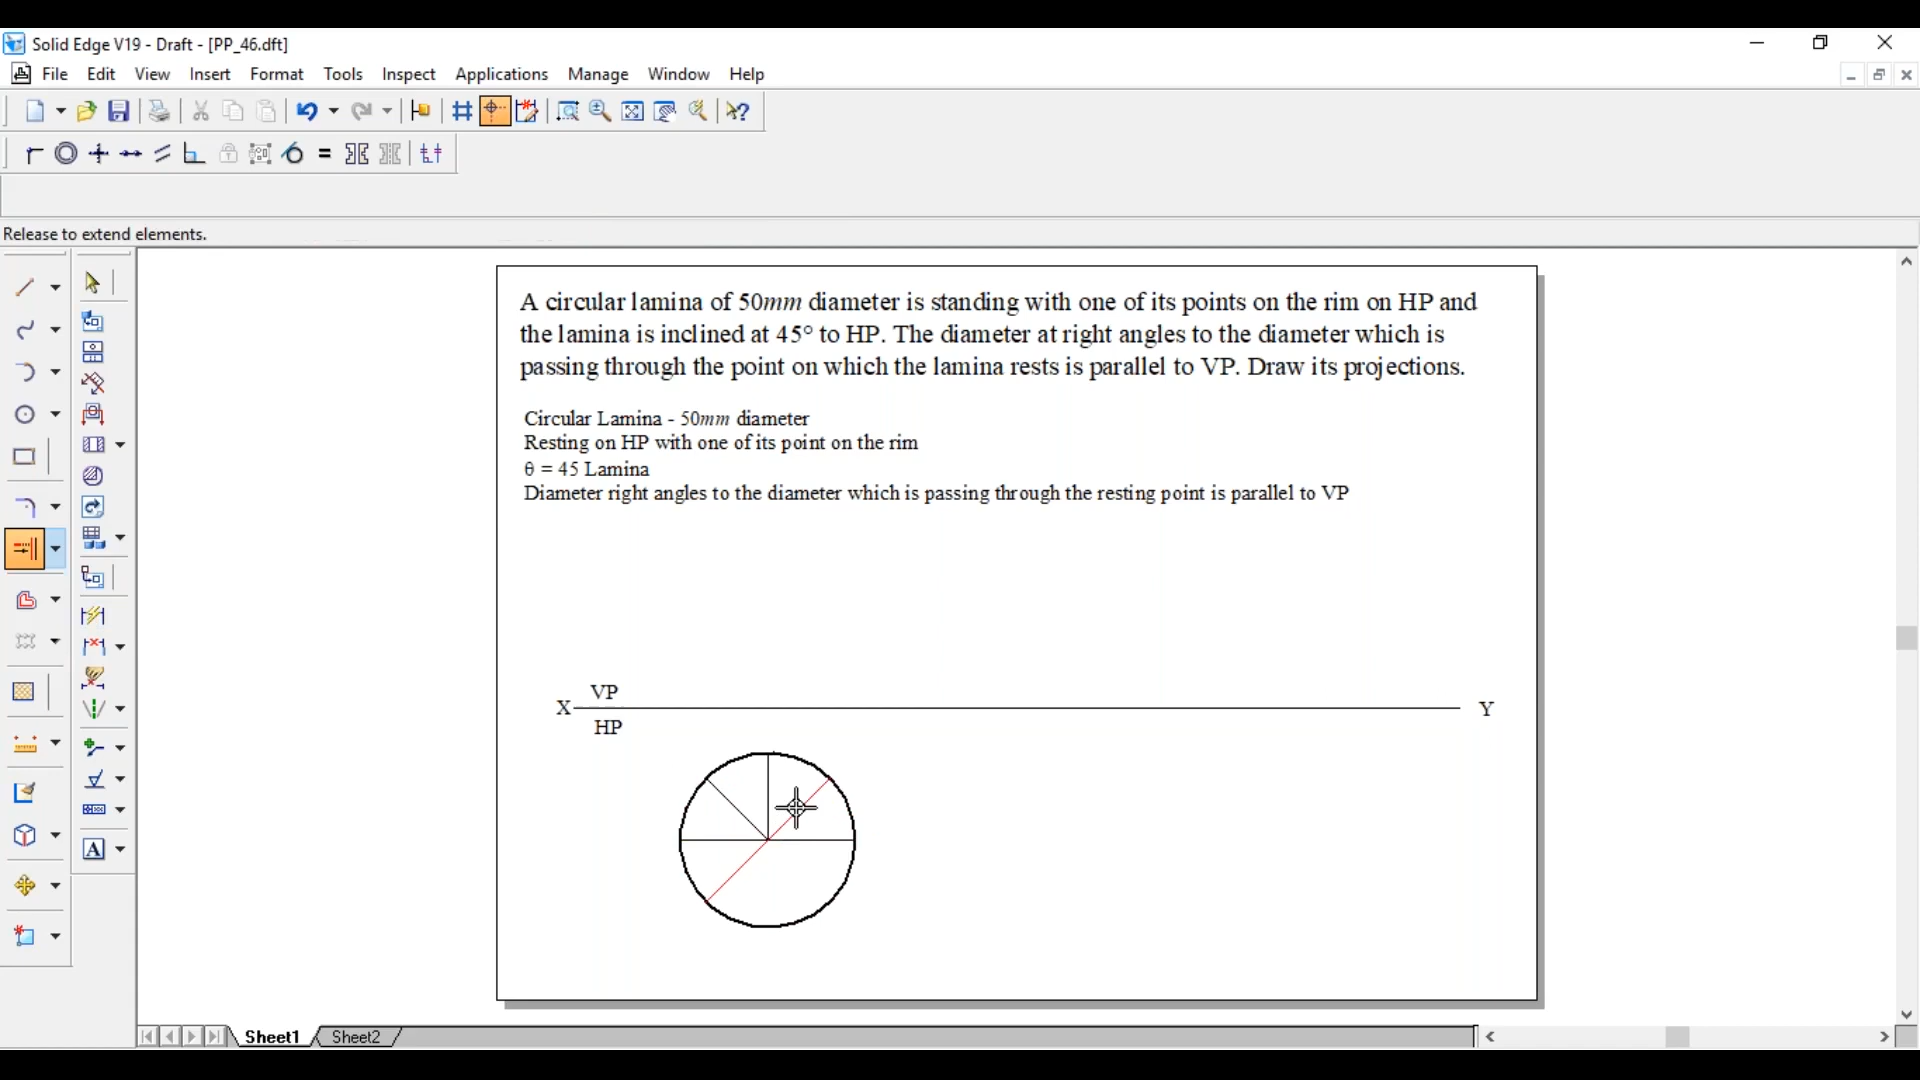 Solid Edge V19 - Draft - [PP_46.dft]
File Edit View Insert Format Tools Inspect Applications Manage Window Help
Release to extend elements.
A circular lamina of 50mm diameter is standing with one of its points on the rim on HP and
the lamina is inclined at 45° to HP. The diameter at right angles to the diameter which is
passing through the point on which the lamina rests is parallel to VP. Draw its projections.
Circular Lamina - 50mm diameter
Resting on HP with one of its point on the rim
θ = 45 Lamina
Diameter right angles to the diameter which is passing through the resting point is parallel to VP
VP
X Y
HP
A
Sheet1 Sheet2